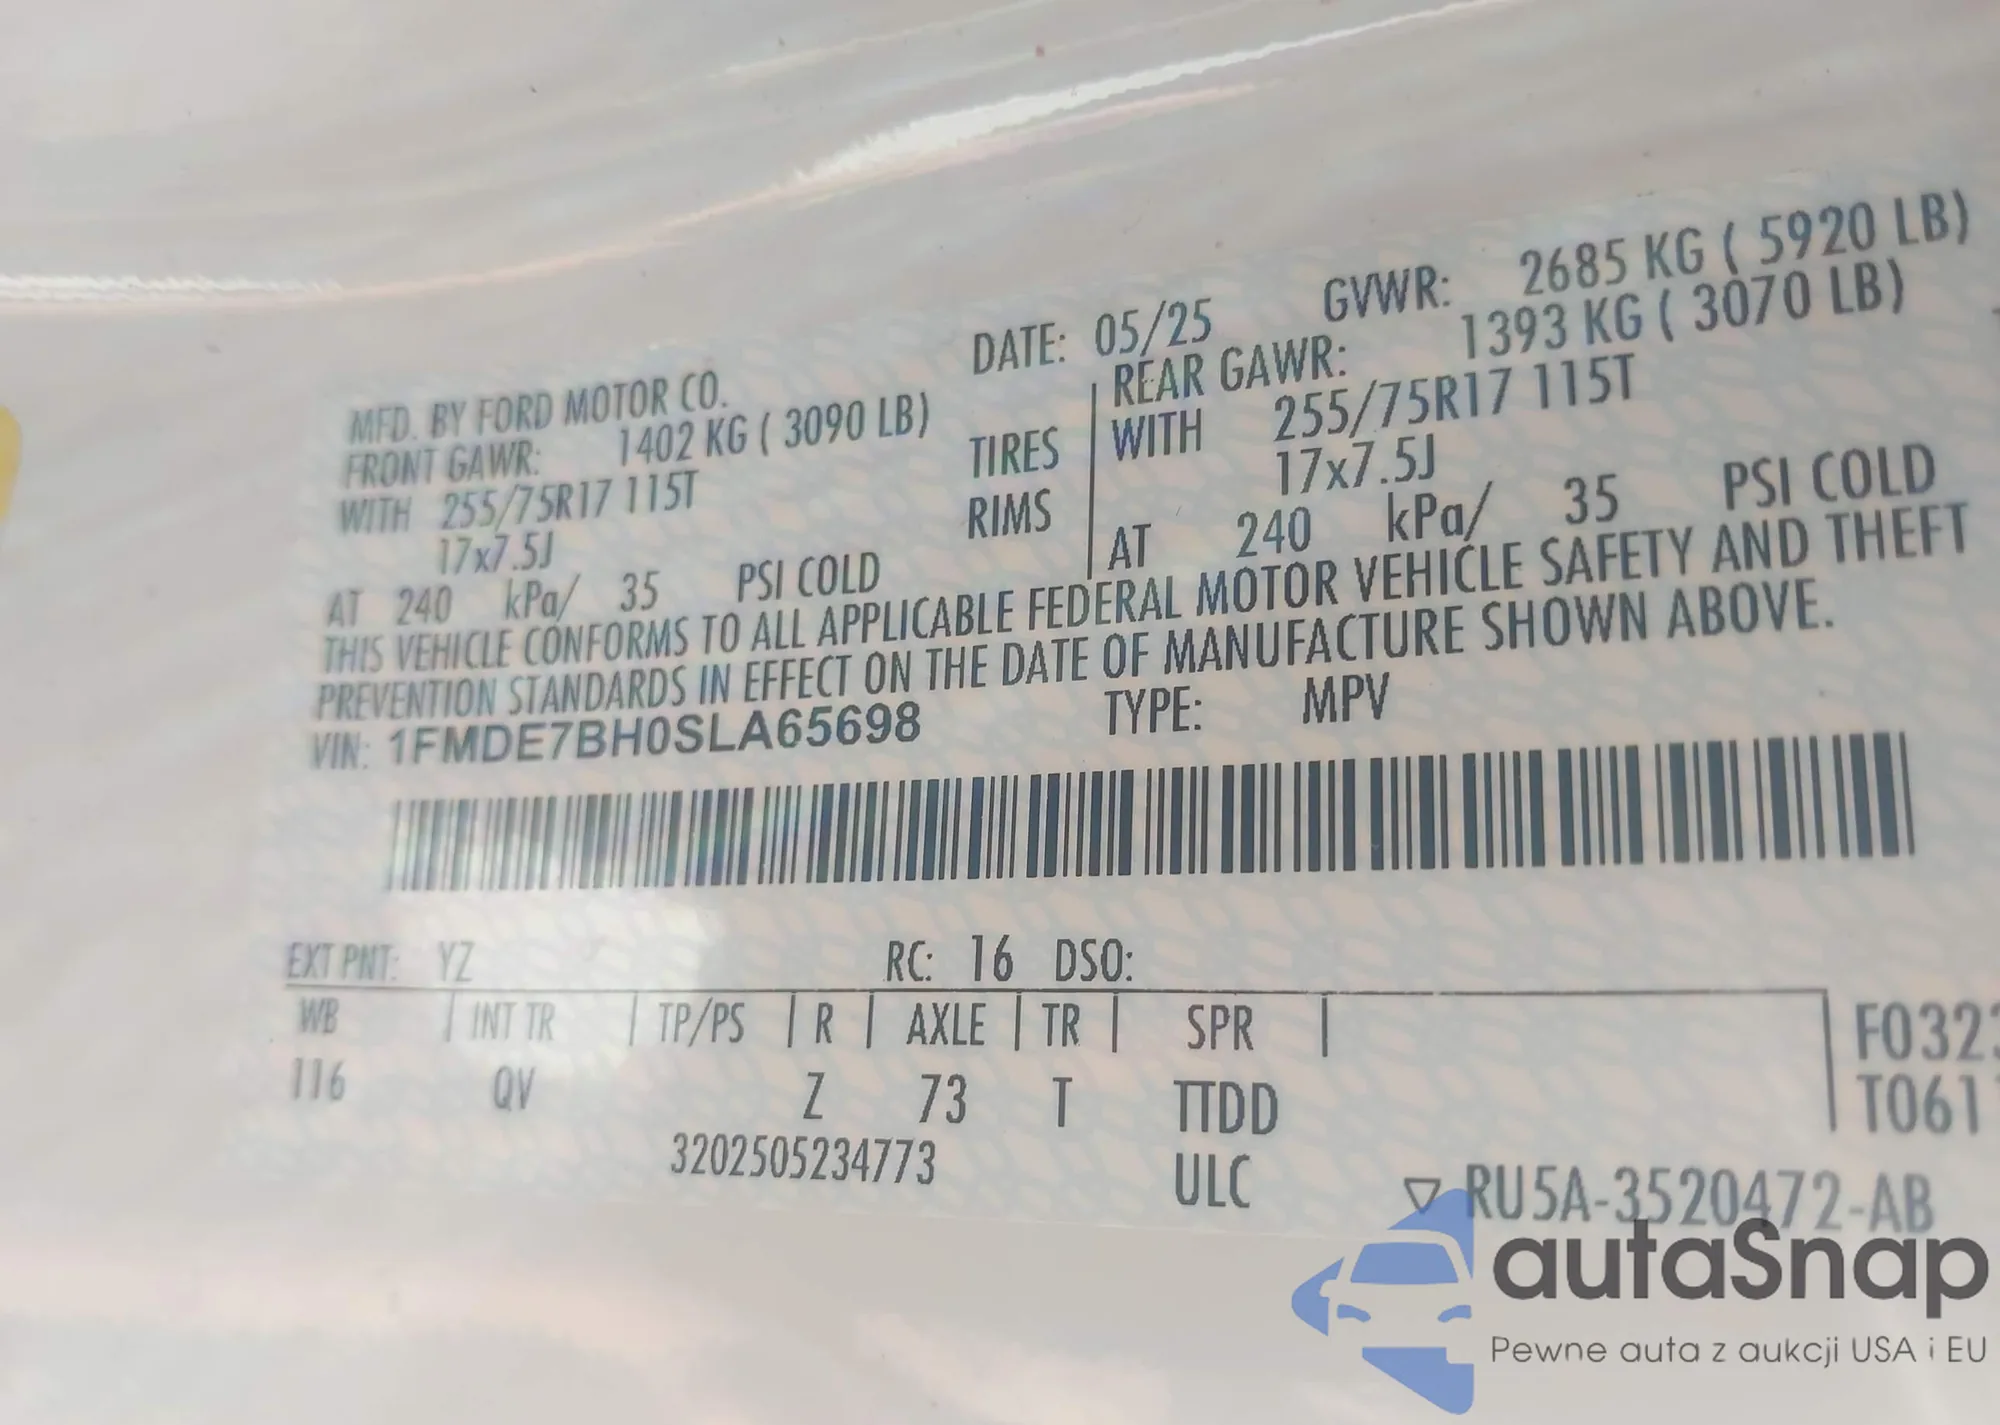 MFD. BY FORD MOTOR CO. DATE: 05/25 GVWR: 2685 KG ( 5920 LB)
FRONT GAWR: 1402 KG ( 3090 LB) REAR GAWR: 1393 KG ( 3070 LB)
WITH 255/75R17 115T TIRES WITH 255/75R17 115T
17x7.5J RIMS 17x7.5J
AT 240 kPa/ 35 PSI COLD AT 240 kPa/ 35 PSI COLD
THIS VEHICLE CONFORMS TO ALL APPLICABLE FEDERAL MOTOR VEHICLE SAFETY AND THEFT
PREVENTION STANDARDS IN EFFECT ON THE DATE OF MANUFACTURE SHOWN ABOVE.
VIN: 1FMDE7BH0SLA65698 TYPE: MPV
EXT PNT: YZ RC: 16 DSO:
WB INT TR TP/PS R AXLE TR SPR F0323
116 QV Z 73 T TTDD T061
3202505234773 ULC ▽ RU5A-3520472-AB
autaSnap
Pewne auta z aukcji USA i EU